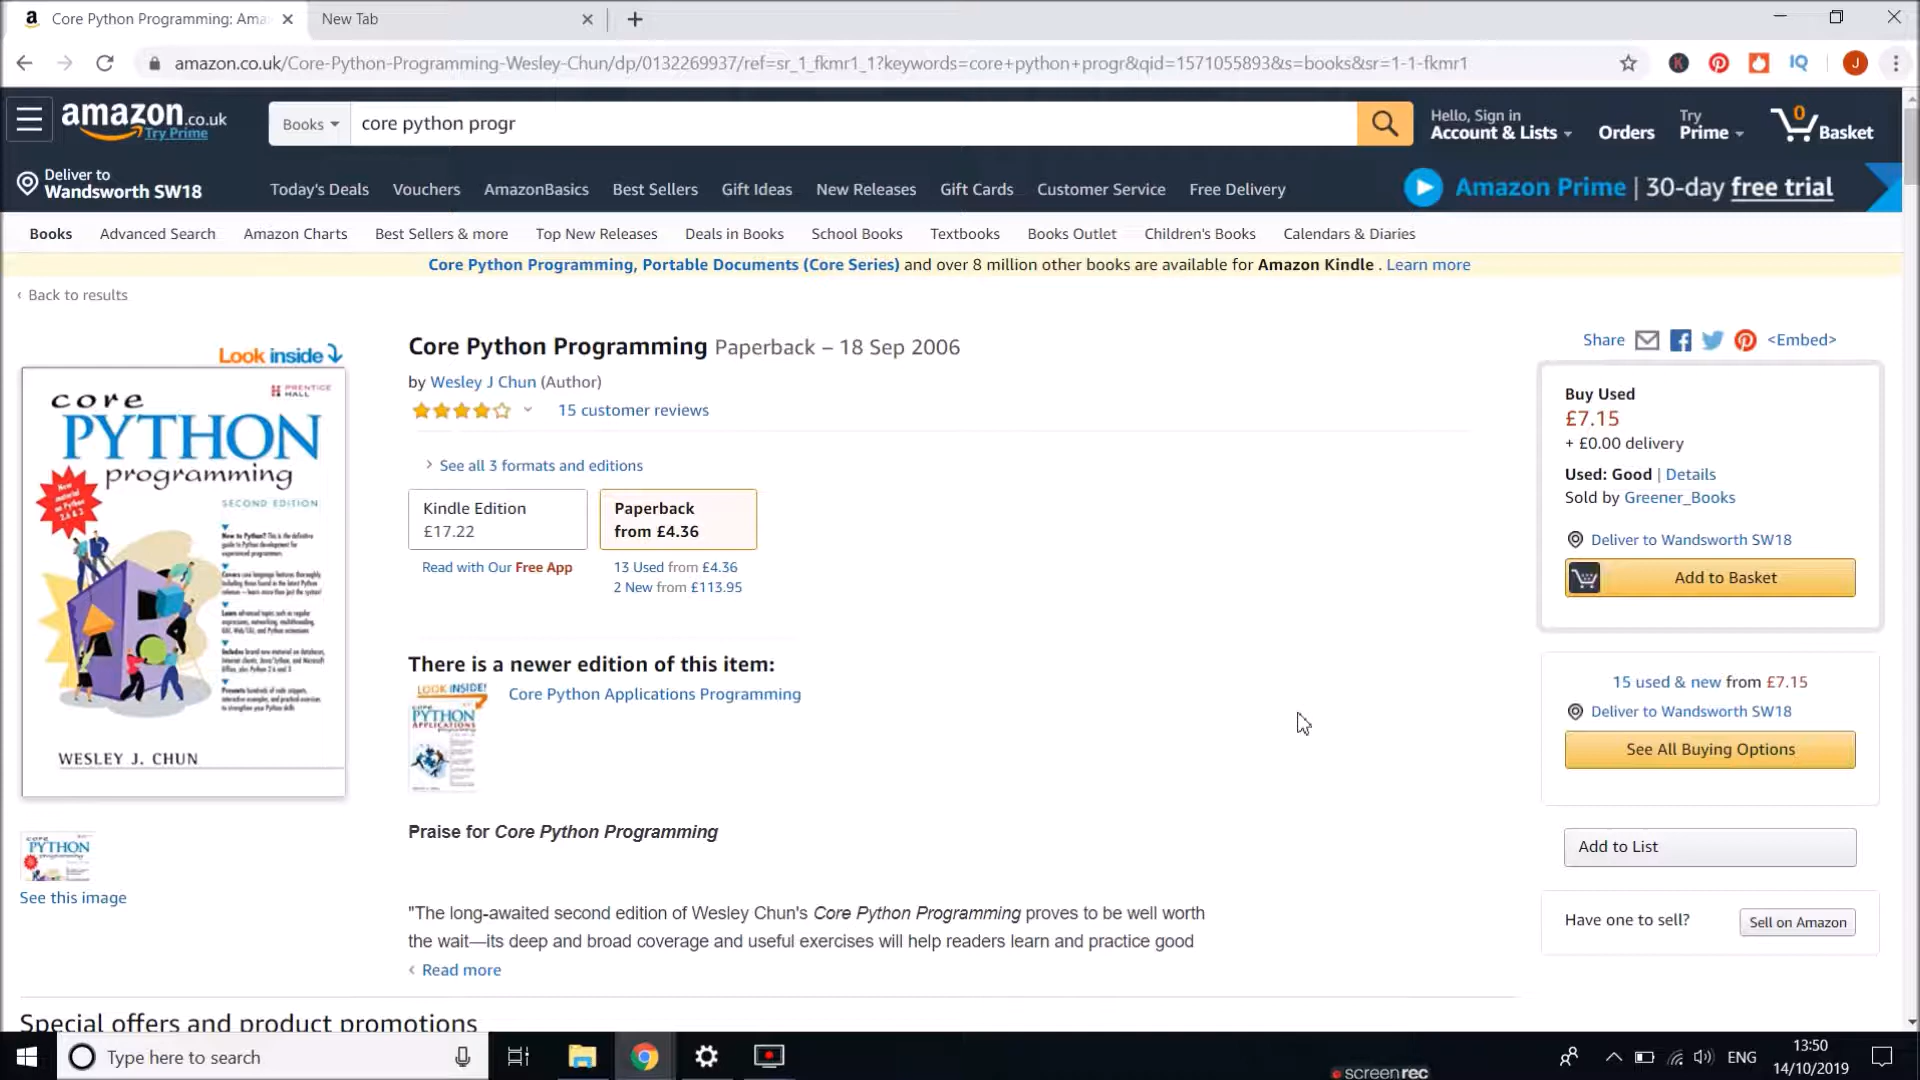 Core Python Programming: Ama
New Tab
amazon.co.uk/Core-Python-Programming-Wesley-Chun/dp/0132269937/ref=sr_1_fkmr1_1?keywords=core+python+progr&qid=1571055893&s=books&sr=1-1-fkmr1
IQ
J
amazon.co.uk
Try Prime
Books
core python progr
Hello, Sign in
Account & Lists
Orders
Try
Prime
0
Basket
Deliver to
Wandsworth SW18
Today's Deals
Vouchers
AmazonBasics
Best Sellers
Gift Ideas
New Releases
Gift Cards
Customer Service
Free Delivery
Amazon Prime | 30-day free trial
Books
Advanced Search
Amazon Charts
Best Sellers & more
Top New Releases
Deals in Books
School Books
Textbooks
Books Outlet
Children's Books
Calendars & Diaries
Core Python Programming, Portable Documents (Core Series) and over 8 million other books are available for Amazon Kindle . Learn more
‹ Back to results
Look inside
PRENTICE
HALL
core
PYTHON
programming
SECOND EDITION
New
material on Python
2.6 & 3
WESLEY J. CHUN
See this image
Core Python Programming Paperback – 18 Sep 2006
by Wesley J Chun (Author)
15 customer reviews
› See all 3 formats and editions
Kindle Edition
£17.22
Paperback
from £4.36
Read with Our Free App
13 Used from £4.36
2 New from £113.95
There is a newer edition of this item:
LOOK INSIDE!
PYTHON
APPLICATIONS
Core Python Applications Programming
Praise for Core Python Programming
"The long-awaited second edition of Wesley Chun's Core Python Programming proves to be well worth
the wait—its deep and broad coverage and useful exercises will help readers learn and practice good
‹ Read more
Special offers and product promotions
Share
<Embed>
Buy Used
£7.15
+ £0.00 delivery
Used: Good | Details
Sold by Greener_Books
Deliver to Wandsworth SW18
Add to Basket
15 used & new from £7.15
Deliver to Wandsworth SW18
See All Buying Options
Add to List
Have one to sell?
Sell on Amazon
Type here to search
screenrec
ENG
13:50
14/10/2019